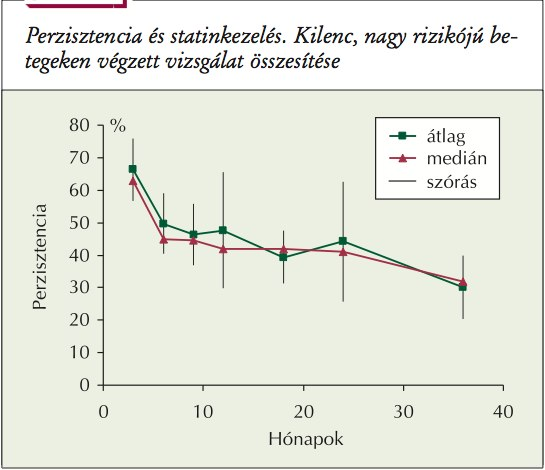 Perzisztencia és statinkezelés. Kilenc, nagy rizikójú be-
tegeken végzett vizsgálat összesítése
80
%
70
60
50
40
30
20
10
0
Perzisztencia
átlag
medián
szórás
0
10
20
30
40
Hónapok